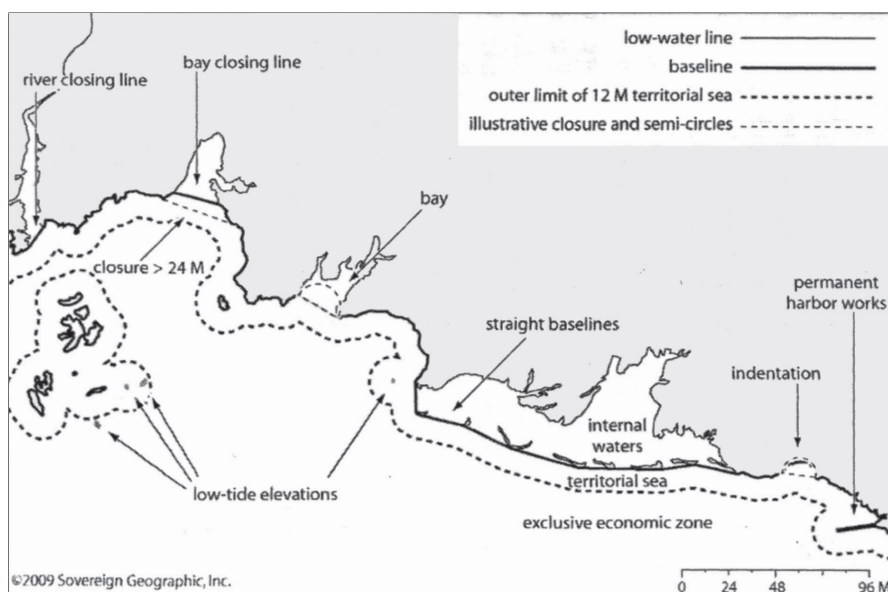 low-water line
baseline
outer limit of 12 M territorial sea
illustrative closure and semi-circles
river closing line
bay closing line
bay
closure > 24 M
permanent
harbor works
straight baselines
indentation
internal
waters
low-tide elevations
territorial sea
exclusive economic zone
©2009 Sovereign Geographic, Inc.
0 24 48 96 M